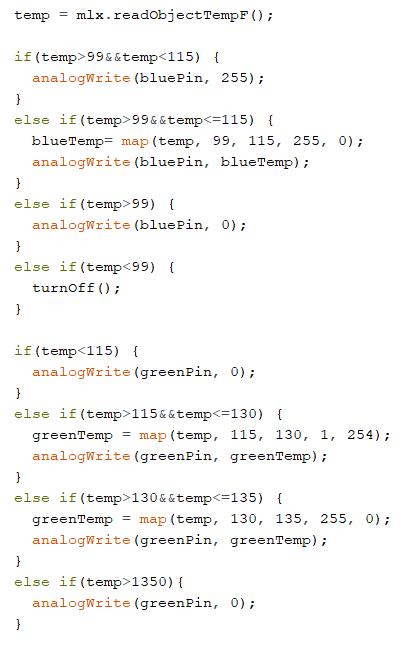 temp = mlx.readObjectTempF();

if(temp>99&&temp<115) {
  analogWrite(bluePin, 255);
}
else if(temp>99&&temp<=115) {
  blueTemp= map(temp, 99, 115, 255, 0);
  analogWrite(bluePin, blueTemp);
}
else if(temp>99) {
  analogWrite(bluePin, 0);
}
else if(temp<99) {
  turnOff();
}

if(temp<115) {
  analogWrite(greenPin, 0);
}
else if(temp>115&&temp<=130) {
  greenTemp = map(temp, 115, 130, 1, 254);
  analogWrite(greenPin, greenTemp);
}
else if(temp>130&&temp<=135) {
  greenTemp = map(temp, 130, 135, 255, 0);
  analogWrite(greenPin, greenTemp);
}
else if(temp>1350){
  analogWrite(greenPin, 0);
}